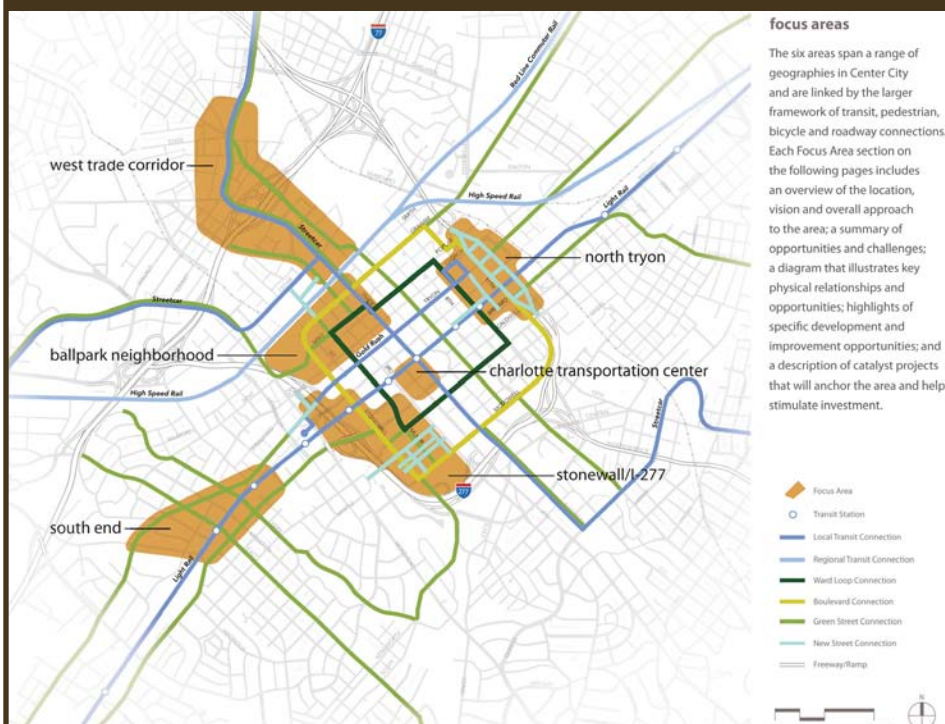 focus areas
The six areas span a range of
geographies in Center City
and are linked by the larger
framework of transit, pedestrian,
bicycle and roadway connections.
Each Focus Area section on
the following pages includes
an overview of the location,
vision and overall approach
to the area; a summary of
opportunities and challenges;
a diagram that illustrates key
physical relationships and
opportunities; highlights of
specific development and
improvement opportunities; and
a description of catalyst projects
that will anchor the area and help
stimulate investment.
77
Red Line Commuter Rail
west trade corridor
High Speed Rail
Light Rail
Streetcar
north tryon
TRYON
Streetcar
Gold Rush
ballpark neighborhood
charlotte transportation center
High Speed Rail
Streetcar
stonewall/I-277
277
south end
Light Rail
Focus Area
Transit Station
Local Transit Connection
Regional Transit Connection
Ward Loop Connection
Boulevard Connection
Green Street Connection
New Street Connection
Freeway/Ramp
N